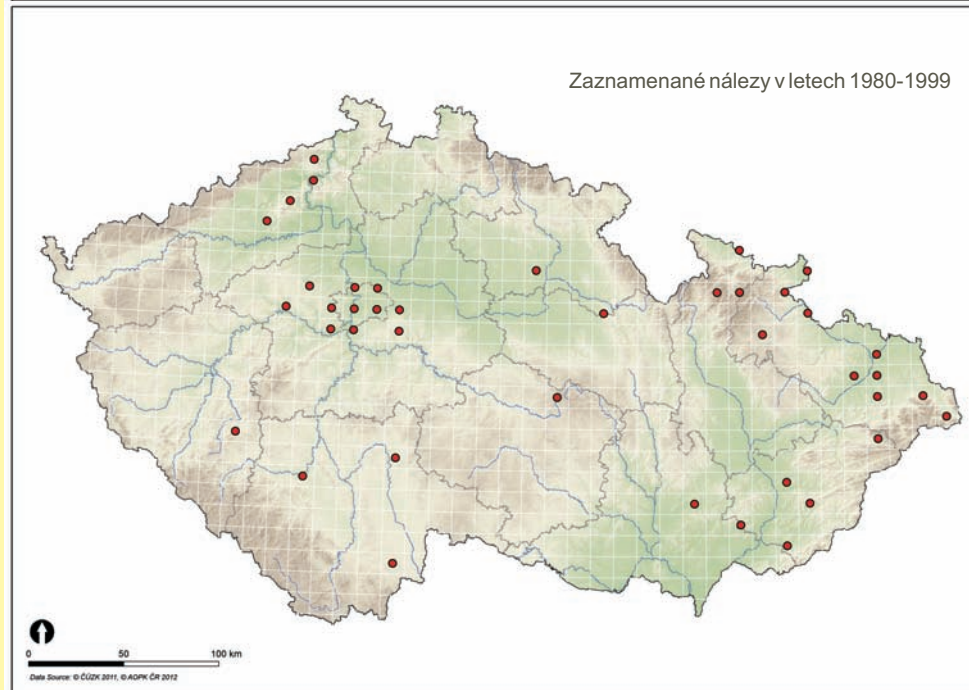 Zaznamenané nálezy v letech 1980-1999
0 50 100 km
Data Source: © ČÚZK 2011, © AOPK ČR 2012